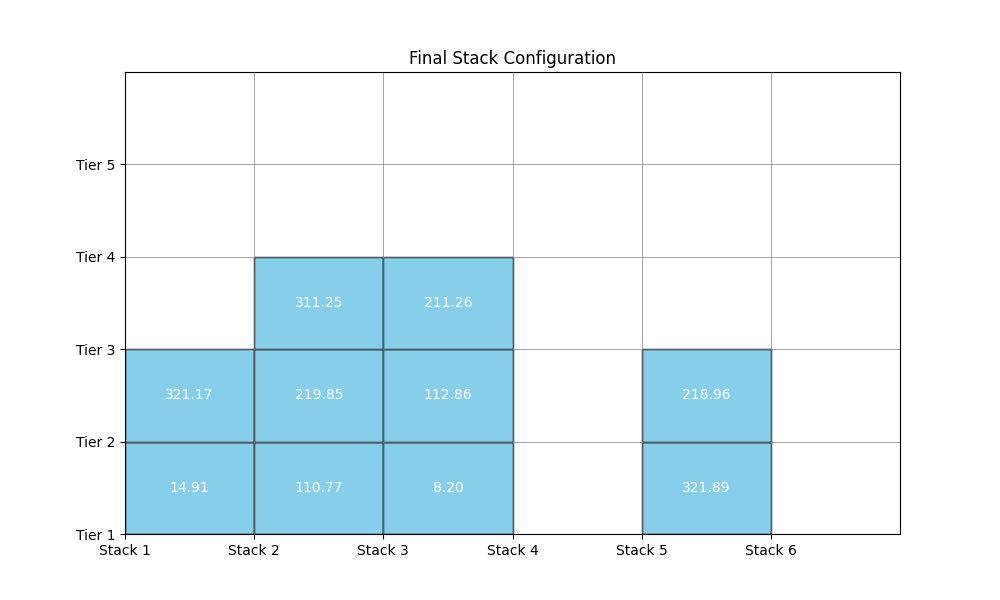 Final Stack Configuration
Tier 5
Tier 4
311.25 211.26
Tier 3
321.17 219.85 112.86 218.96
Tier 2
14.91 110.77 8.20 321.89
Tier 1
Stack 1 Stack 2 Stack 3 Stack 4 Stack 5 Stack 6